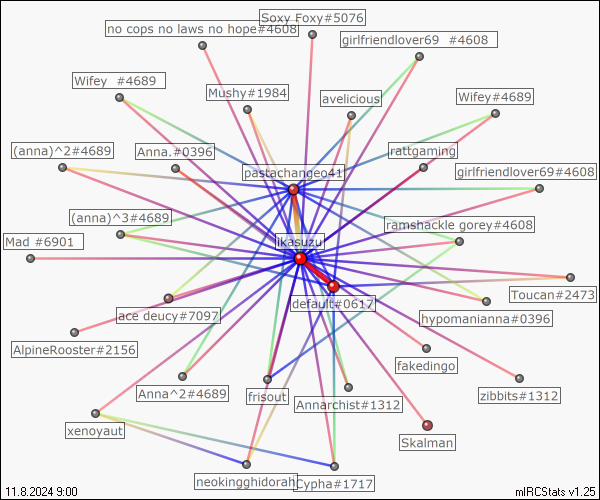 Soxy Foxy#5076
no cops no laws no hope#4608
girlfriendlover69 #4608
Wifey #4689
Mushy#1984
avelicious
Wifey#4689
(anna)^2#4689
Anna.#0396
rattgaming
pastachangeo41
girlfriendlover69#4608
(anna)^3#4689
ramshackle gorey#4608
Mad #6901
ikasuzu
Toucan#2473
default#0617
ace deucy#7097
hypomanianna#0396
AlpineRooster#2156
fakedingo
Anna^2#4689
frisout
Annarchist#1312
zibbits#1312
xenoyaut
Skalman
neokingghidorah
Cypha#1717
11.8.2024 9:00
mIRCStats v1.25